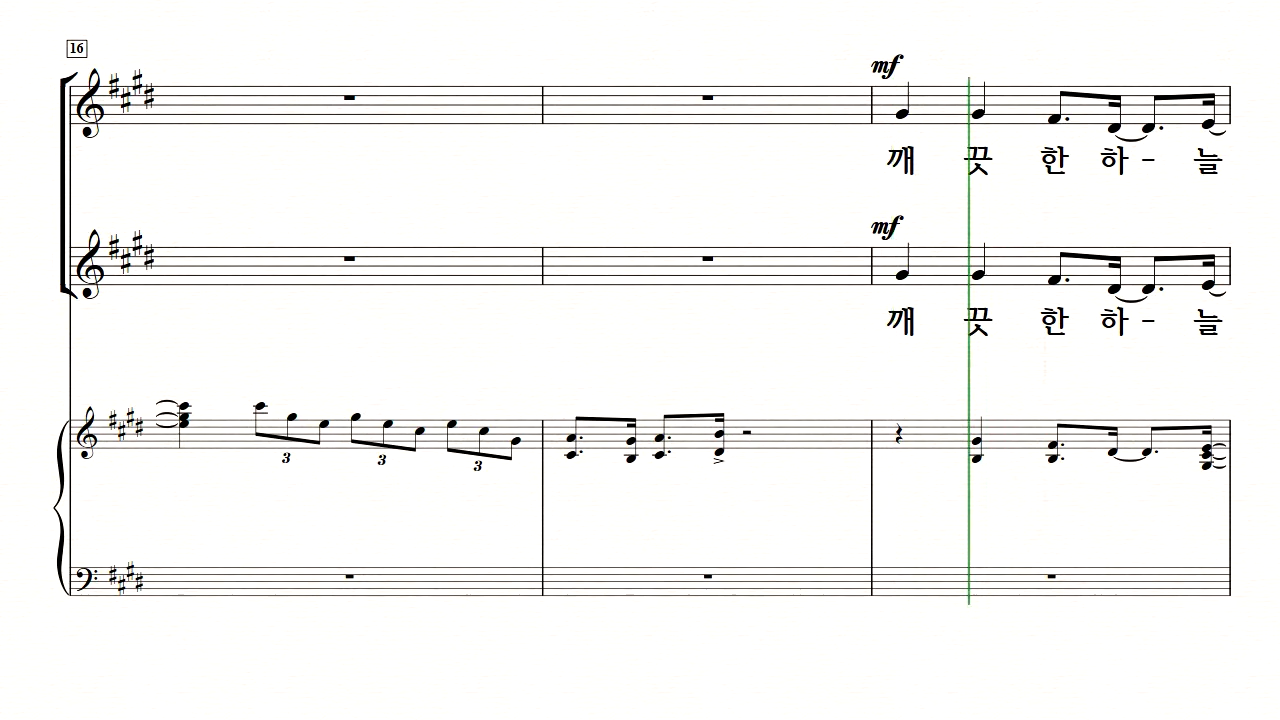 16
mf
깨 끗 한 하 - 늘
mf
깨 끗 한 하 - 늘
3 3 3